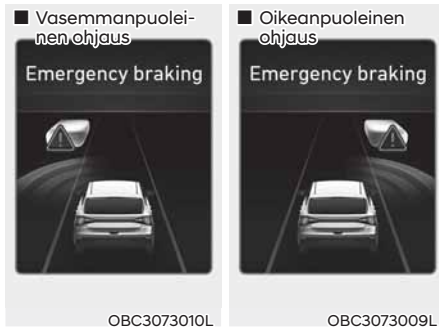 ■ Vasemmanpuolei-
nen ohjaus
Emergency braking
OBC3073010L
■ Oikeanpuoleinen
ohjaus
Emergency braking
OBC3073009L